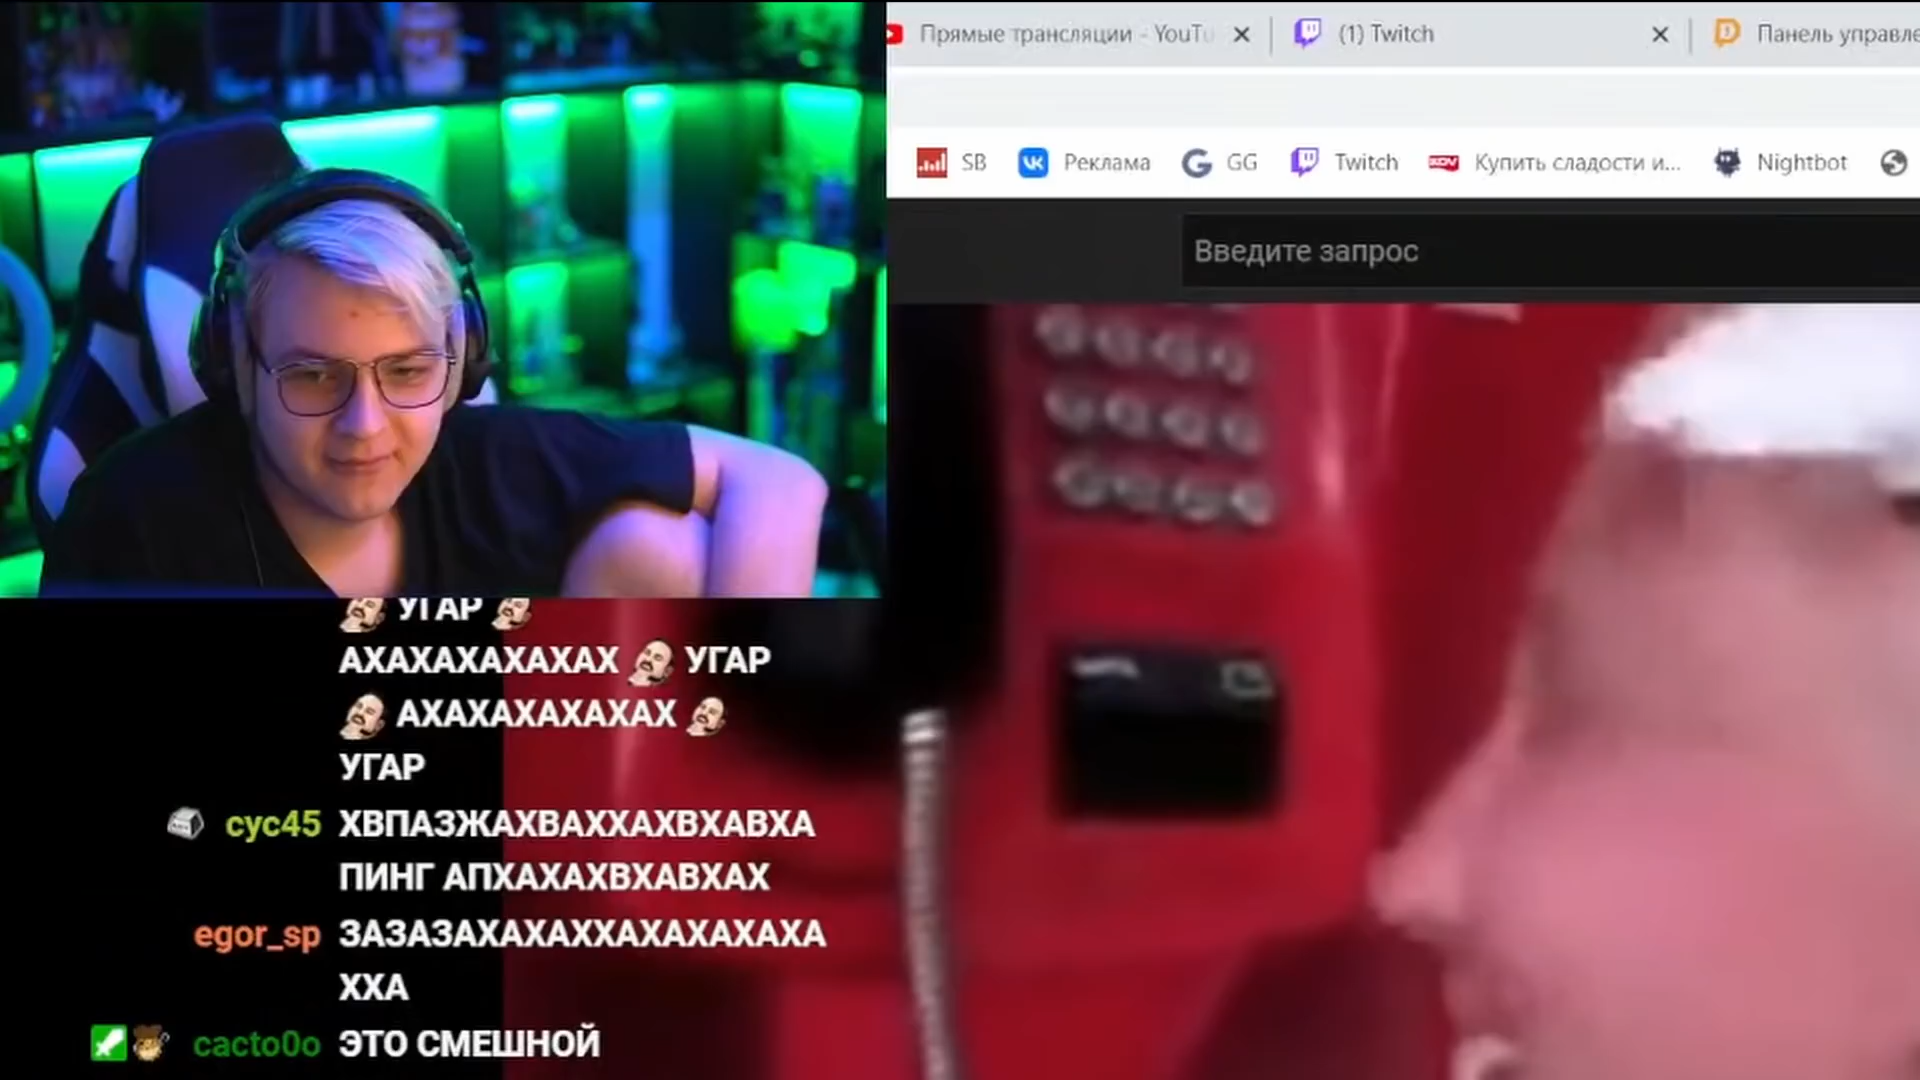 Прямые трансляции - YouTu
(1) Twitch
Панель управле
SB
Реклама
GG
Twitch
Купить сладости и...
Nightbot
Введите запрос
УГАР
АХАХАХАХАХАХ УГАР
АХАХАХАХАХАХ
УГАР
cyc45 ХВПАЗЖАХВАХХАХВХАВХА
ПИНГ АПХАХАХВХАВХАХ
egor_sp ЗАЗАЗАХАХАХХАХАХАХАХА
ХХА
cacto0o ЭТО СМЕШНОЙ